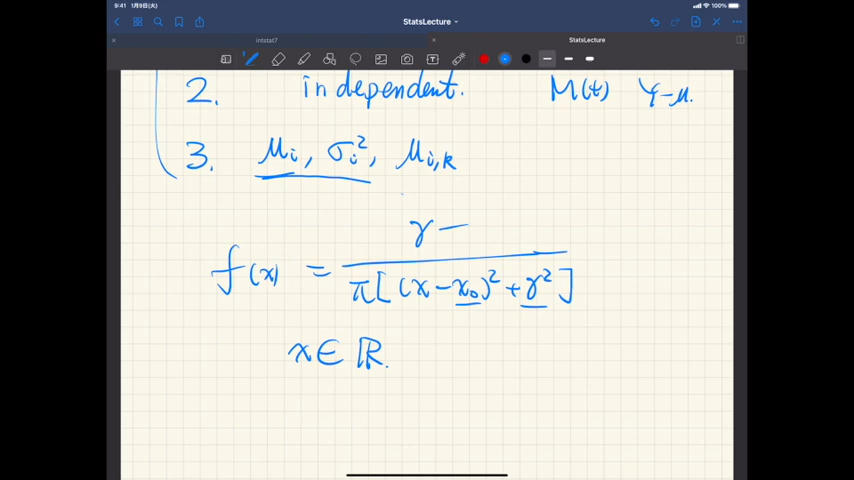 9:41 1月9日(火)
100%
StatsLecture
intstat7
StatsLecture
2. independent. M(t) Y-μ.
3. μi, σi², μi,k
γ
f(x) = —
π[(x-x₀)²+γ²]
x∈ℝ.